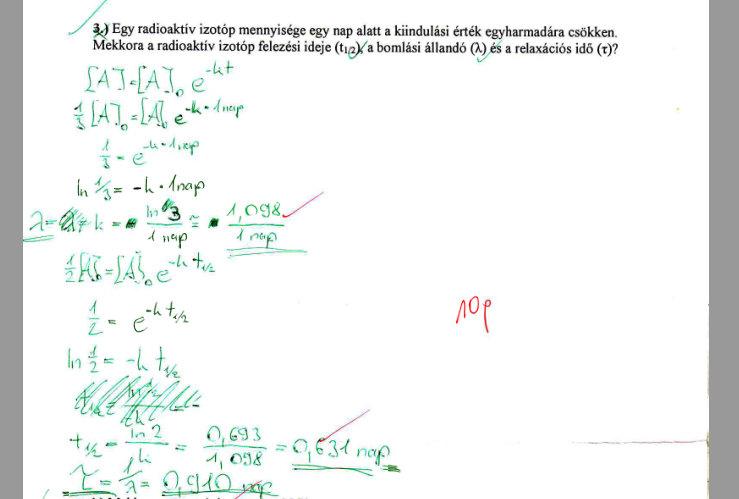 3.) Egy radioaktív izotóp mennyisége egy nap alatt a kiindulási érték egyharmadára csökken.
Mekkora a radioaktív izotóp felezési ideje (t1/2), a bomlási állandó (λ) és a relaxációs idő (τ)?
[A]=[A]₀ e^-kt
1/3 [A]₀=[A]₀ e^-k·1nap
1/3 = e^-k·1nap
ln 1/3 = -k · 1nap
λ= k = ln 3 / 1 nap ≅ 1,098 / 1 nap
1/2 [A]₀=[A]₀ e^-k t1/2
1/2 = e^-k t1/2
10p
ln 1/2 = -k t1/2
t1/2 = ln 2 / k = 0,693 / 1,098 = 0,631 nap
τ = 1/λ = 0,910 nap